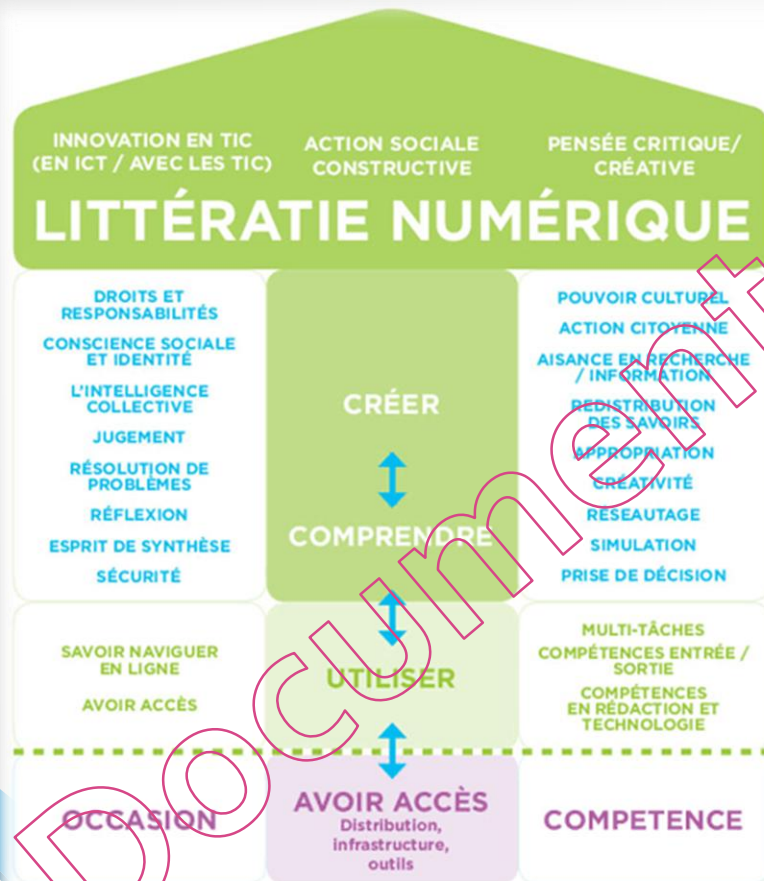 INNOVATION EN TIC
(EN ICT / AVEC LES TIC)
ACTION SOCIALE
CONSTRUCTIVE
PENSÉE CRITIQUE/
CRÉATIVE
LITTÉRATIE NUMÉRIQUE
DROITS ET
RESPONSABILITÉS
CONSCIENCE SOCIALE
ET IDENTITÉ
L'INTELLIGENCE
COLLECTIVE
JUGEMENT
RÉSOLUTION DE
PROBLÈMES
RÉFLEXION
ESPRIT DE SYNTHÈSE
SÉCURITÉ
CRÉER
COMPRENDRE
POUVOIR CULTUREL
ACTION CITOYENNE
AISANCE EN RECHERCHE
/ INFORMATION
REDISTRIBUTION
DES SAVOIRS
APPROPRIATION
CRÉATIVITÉ
RÉSEAUTAGE
SIMULATION
PRISE DE DÉCISION
SAVOIR NAVIGUER
EN LIGNE
AVOIR ACCÈS
UTILISER
MULTI-TÂCHES
COMPÉTENCES ENTRÉE /
SORTIE
COMPÉTENCES
EN RÉDACTION ET
TECHNOLOGIE
OCCASION
AVOIR ACCÈS
Distribution,
infrastructure,
outils
COMPETENCE
Document